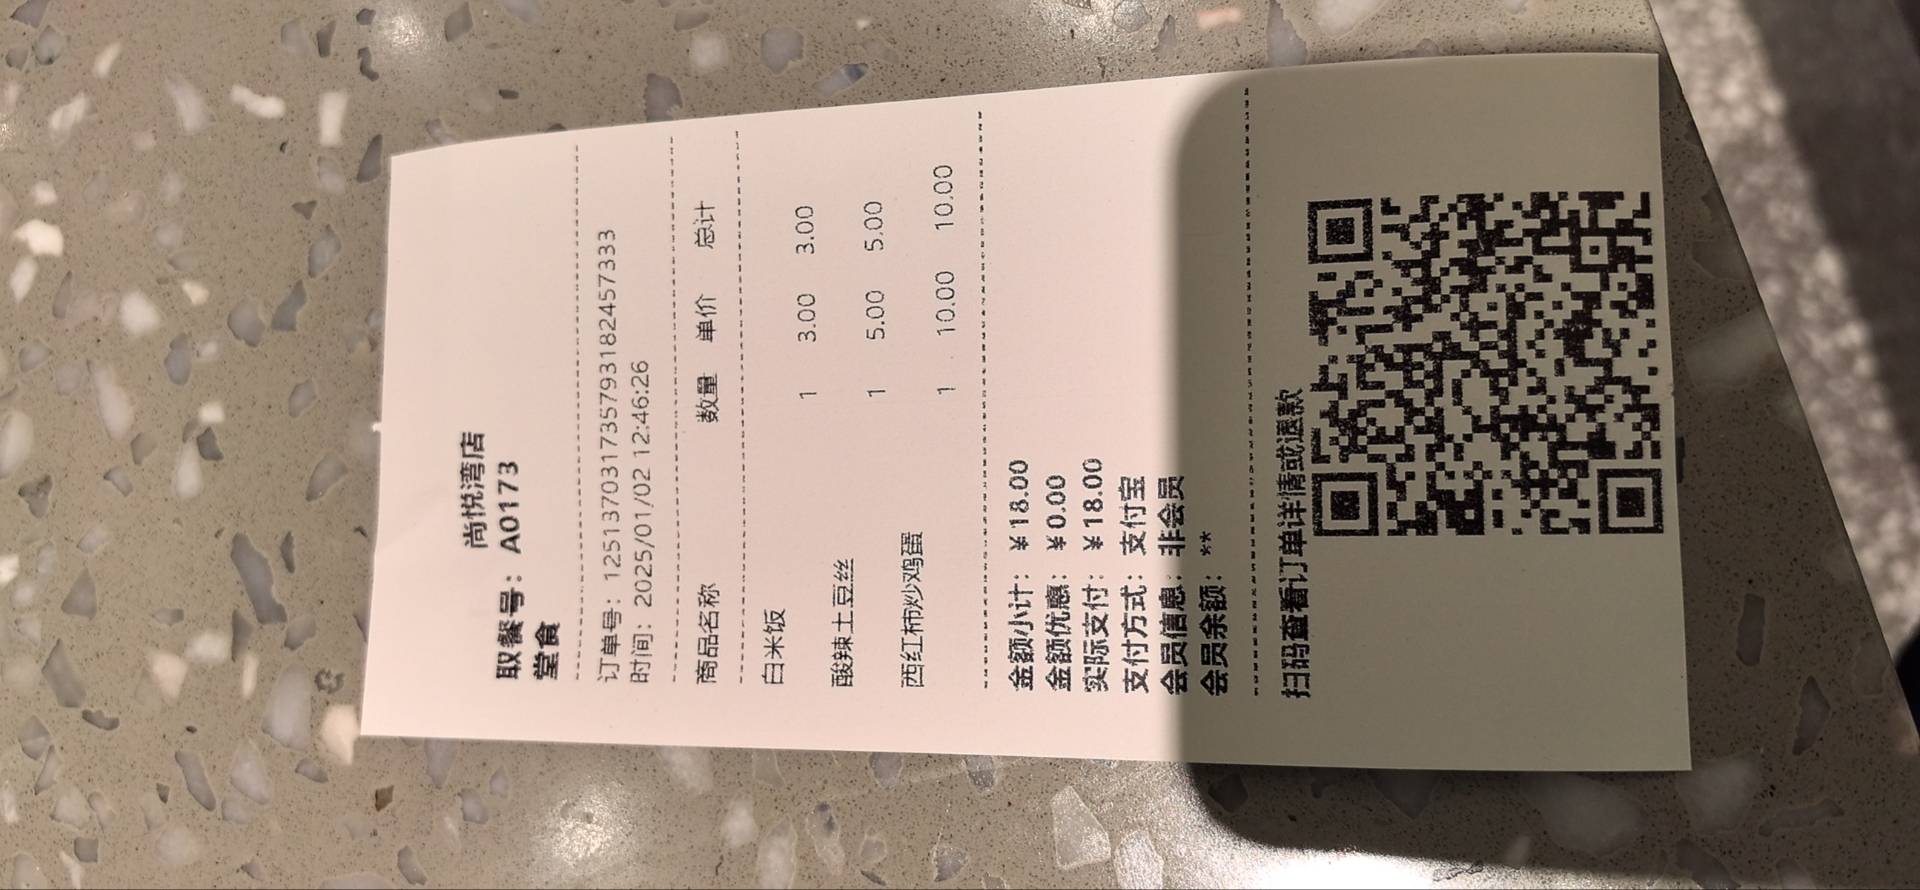 尚悦湾店
取餐号：A0173
堂食
订单号：1251370317357931824573​33
时间：2025/01/02 12:46:26
商品名称 数量 单价 总计
白米饭 1 3.00 3.00
酸辣土豆丝 1 5.00 5.00
西红柿炒鸡蛋 1 10.00 10.00
金额小计：￥18.00
金额优惠：￥0.00
实际支付：￥18.00
支付方式：支付宝
会员信息：非会员
会员余额：**
扫码查看订单详情或退款